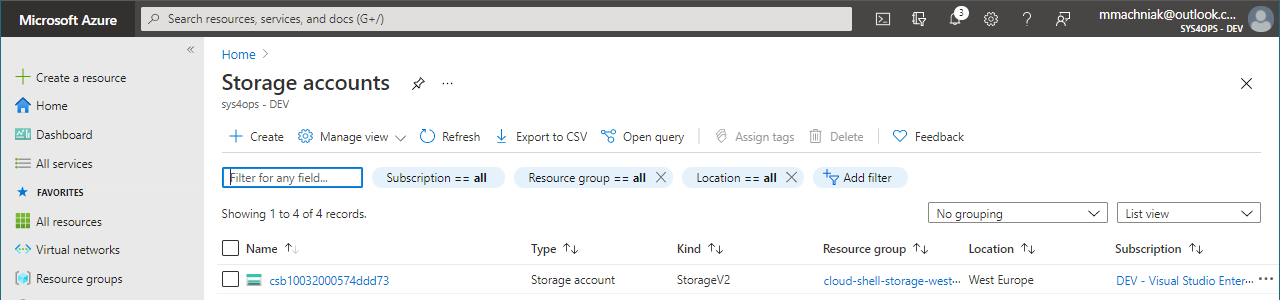 Microsoft Azure
Search resources, services, and docs (G+/)
3
mmachniak@outlook.c...
SYS4OPS - DEV
«
Create a resource
Home
Dashboard
All services
FAVORITES
All resources
Virtual networks
Resource groups
Home >
Storage accounts
...
sys4ops - DEV
Create
Manage view
Refresh
Export to CSV
Open query
Assign tags
Delete
Feedback
Filter for any field...
Subscription == all
Resource group == all
Location == all
Add filter
Showing 1 to 4 of 4 records.
No grouping
List view
Name ↑↓ Type ↑↓ Kind ↑↓ Resource group ↑↓ Location ↑↓ Subscription ↑↓
csb10032000574ddd73 Storage account StorageV2 cloud-shell-storage-west... West Europe DEV - Visual Studio Enter... ...